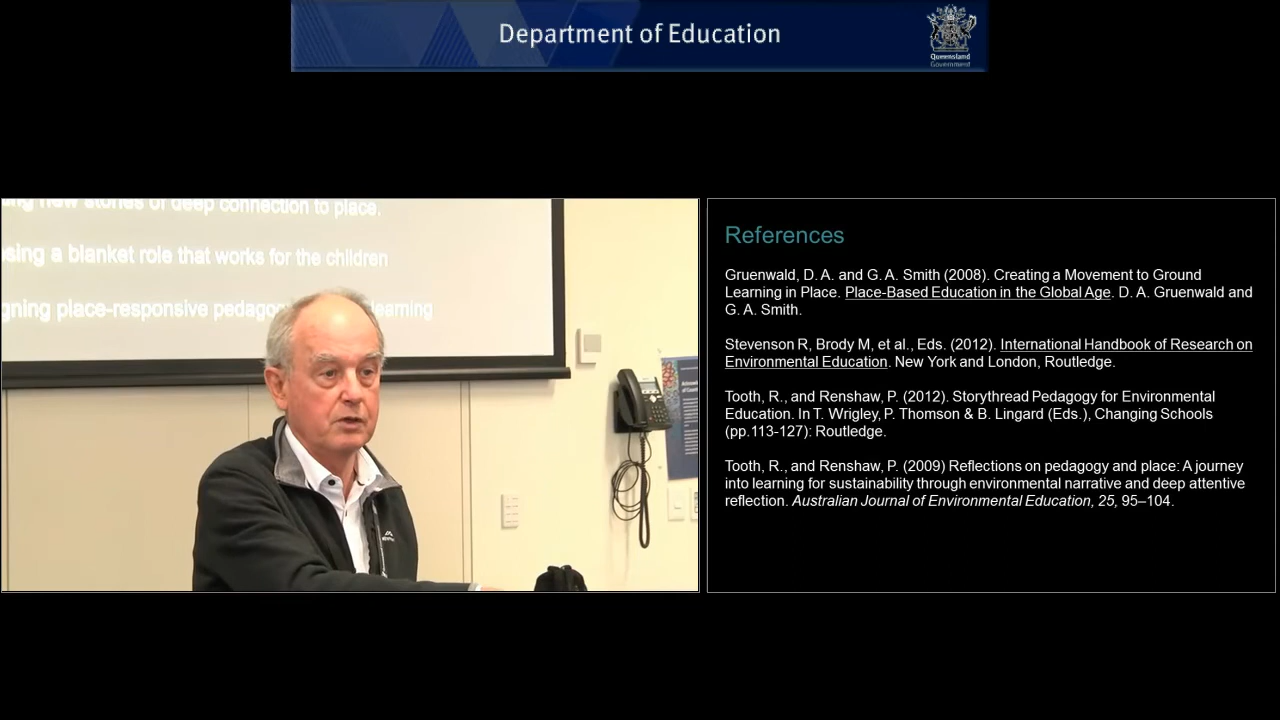 Department of Education
Queensland
Government
new stories of deep connection to place.
a blanket role that works for the children
place-responsive learning
References
Gruenwald, D. A. and G. A. Smith (2008). Creating a Movement to Ground
Learning in Place. Place-Based Education in the Global Age. D. A. Gruenwald and
G. A. Smith.
Stevenson R, Brody M, et al., Eds. (2012). International Handbook of Research on
Environmental Education. New York and London, Routledge.
Tooth, R., and Renshaw, P. (2012). Storythread Pedagogy for Environmental
Education. In T. Wrigley, P. Thomson & B. Lingard (Eds.), Changing Schools
(pp.113-127): Routledge.
Tooth, R., and Renshaw, P. (2009) Reflections on pedagogy and place: A journey
into learning for sustainability through environmental narrative and deep attentive
reflection. Australian Journal of Environmental Education, 25, 95–104.